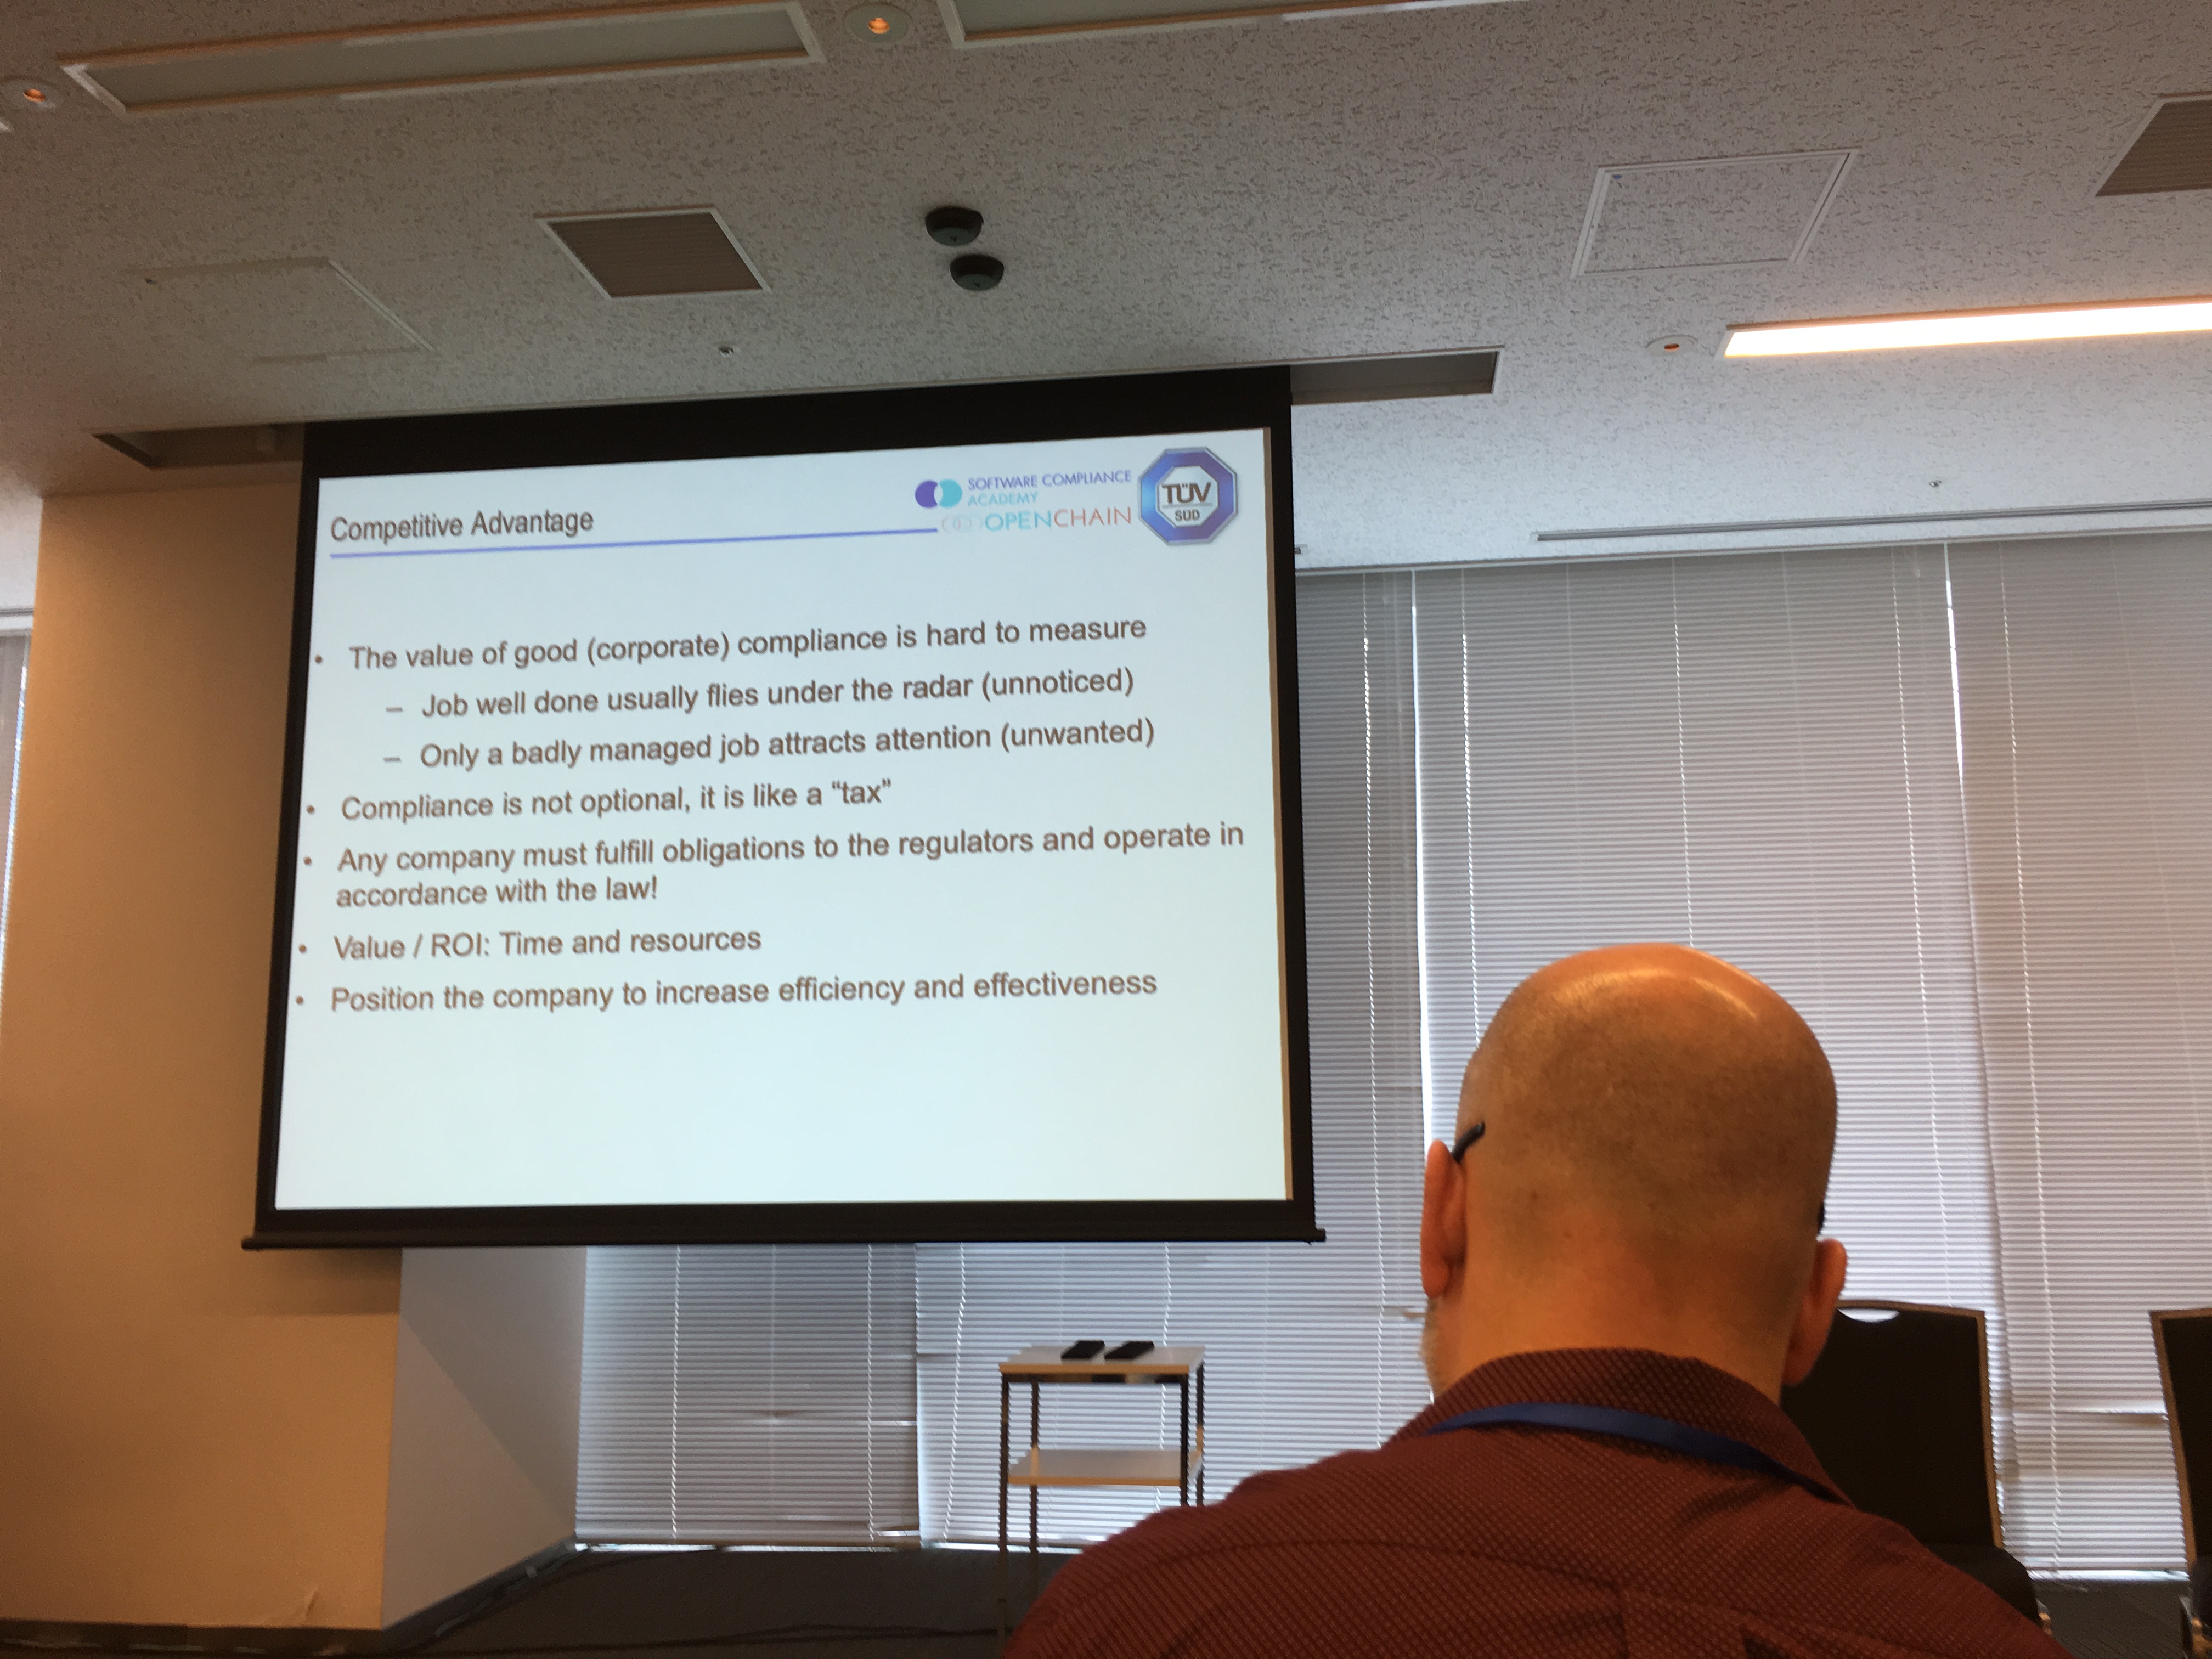 Competitive Advantage
SOFTWARE COMPLIANCE
ACADEMY
OPENCHAIN
TÜV
SÜD
• The value of good (corporate) compliance is hard to measure
– Job well done usually flies under the radar (unnoticed)
– Only a badly managed job attracts attention (unwanted)
• Compliance is not optional, it is like a “tax”
• Any company must fulfill obligations to the regulators and operate in
accordance with the law!
• Value / ROI: Time and resources
• Position the company to increase efficiency and effectiveness